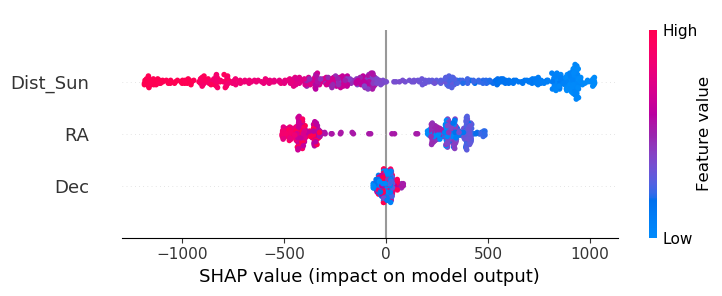 High
Dist_Sun
RA
Dec
Feature value
Low
−1000
−500
0
500
1000
SHAP value (impact on model output)